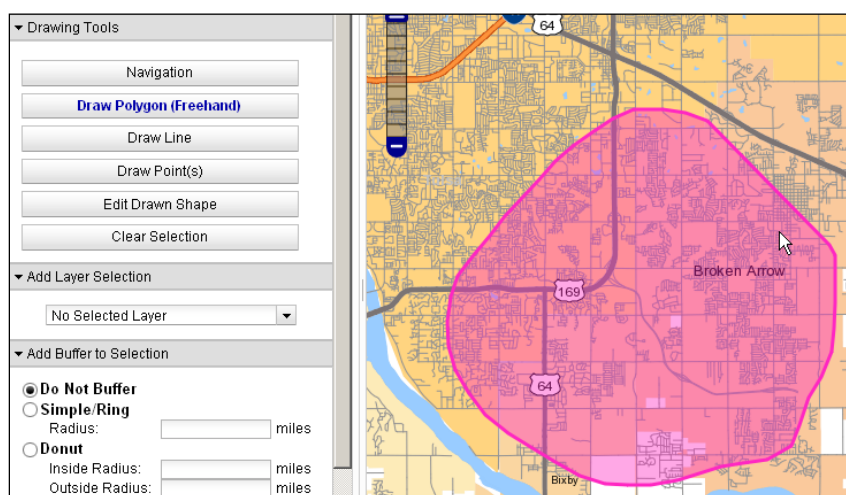 Drawing Tools
Navigation
Draw Polygon (Freehand)
Draw Line
Draw Point(s)
Edit Drawn Shape
Clear Selection
Add Layer Selection
No Selected Layer
Add Buffer to Selection
Do Not Buffer
Simple/Ring
Radius: miles
Donut
Inside Radius: miles
Outside Radius: miles
64
Broken Arrow
169
64
Bixby